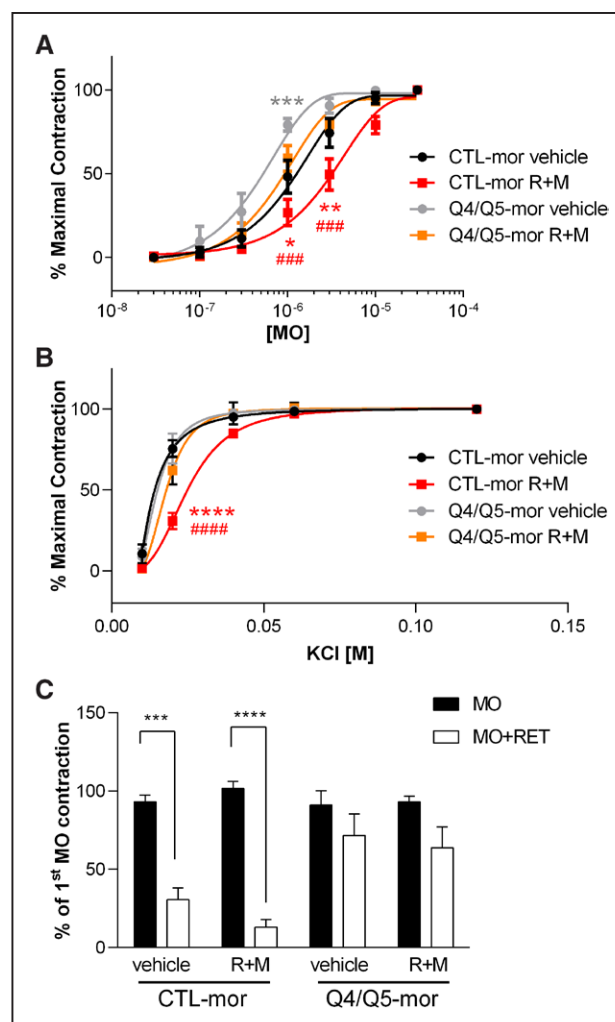 A
% Maximal Contraction
100
50
0
***
*
###
**
###
CTL-mor vehicle
CTL-mor R+M
Q4/Q5-mor vehicle
Q4/Q5-mor R+M
10-8
10-7
10-6
10-5
10-4
[MO]
B
% Maximal Contraction
100
50
0
****
####
CTL-mor vehicle
CTL-mor R+M
Q4/Q5-mor vehicle
Q4/Q5-mor R+M
0.00
0.05
0.10
0.15
KCl [M]
C
% of 1st MO contraction
150
100
50
0
***
****
MO
MO+RET
vehicle
R+M
vehicle
R+M
CTL-mor
Q4/Q5-mor